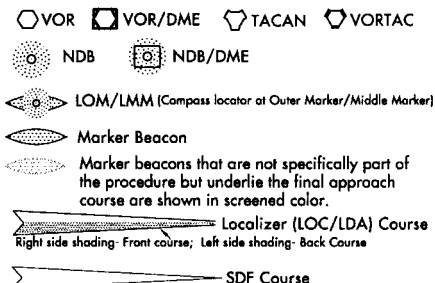 VOR VOR/DME TACAN VORTAC
NDB NDB/DME
LOM/LMM (Compass locator at Outer Marker/Middle Marker)
Marker Beacon
Marker beacons that are not specifically part of
the procedure but underlie the final approach
course are shown in screened color.
Localizer (LOC/LDA) Course
Right side shading- Front course; Left side shading- Back Course
SDF Course